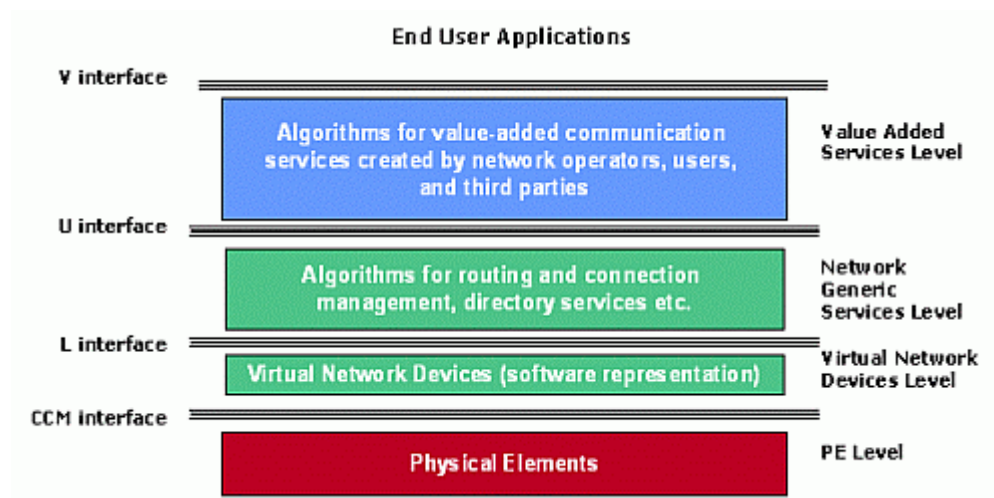 End User Applications
V interface
Algorithms for value-added communication
services created by network operators, users,
and third parties
Value Added
Services Level
U interface
Algorithms for routing and connection
management, directory services etc.
Network
Generic
Services Level
L interface
Virtual Network Devices (software representation)
Virtual Network
Devices Level
CCM interface
Physical Elements
PE Level